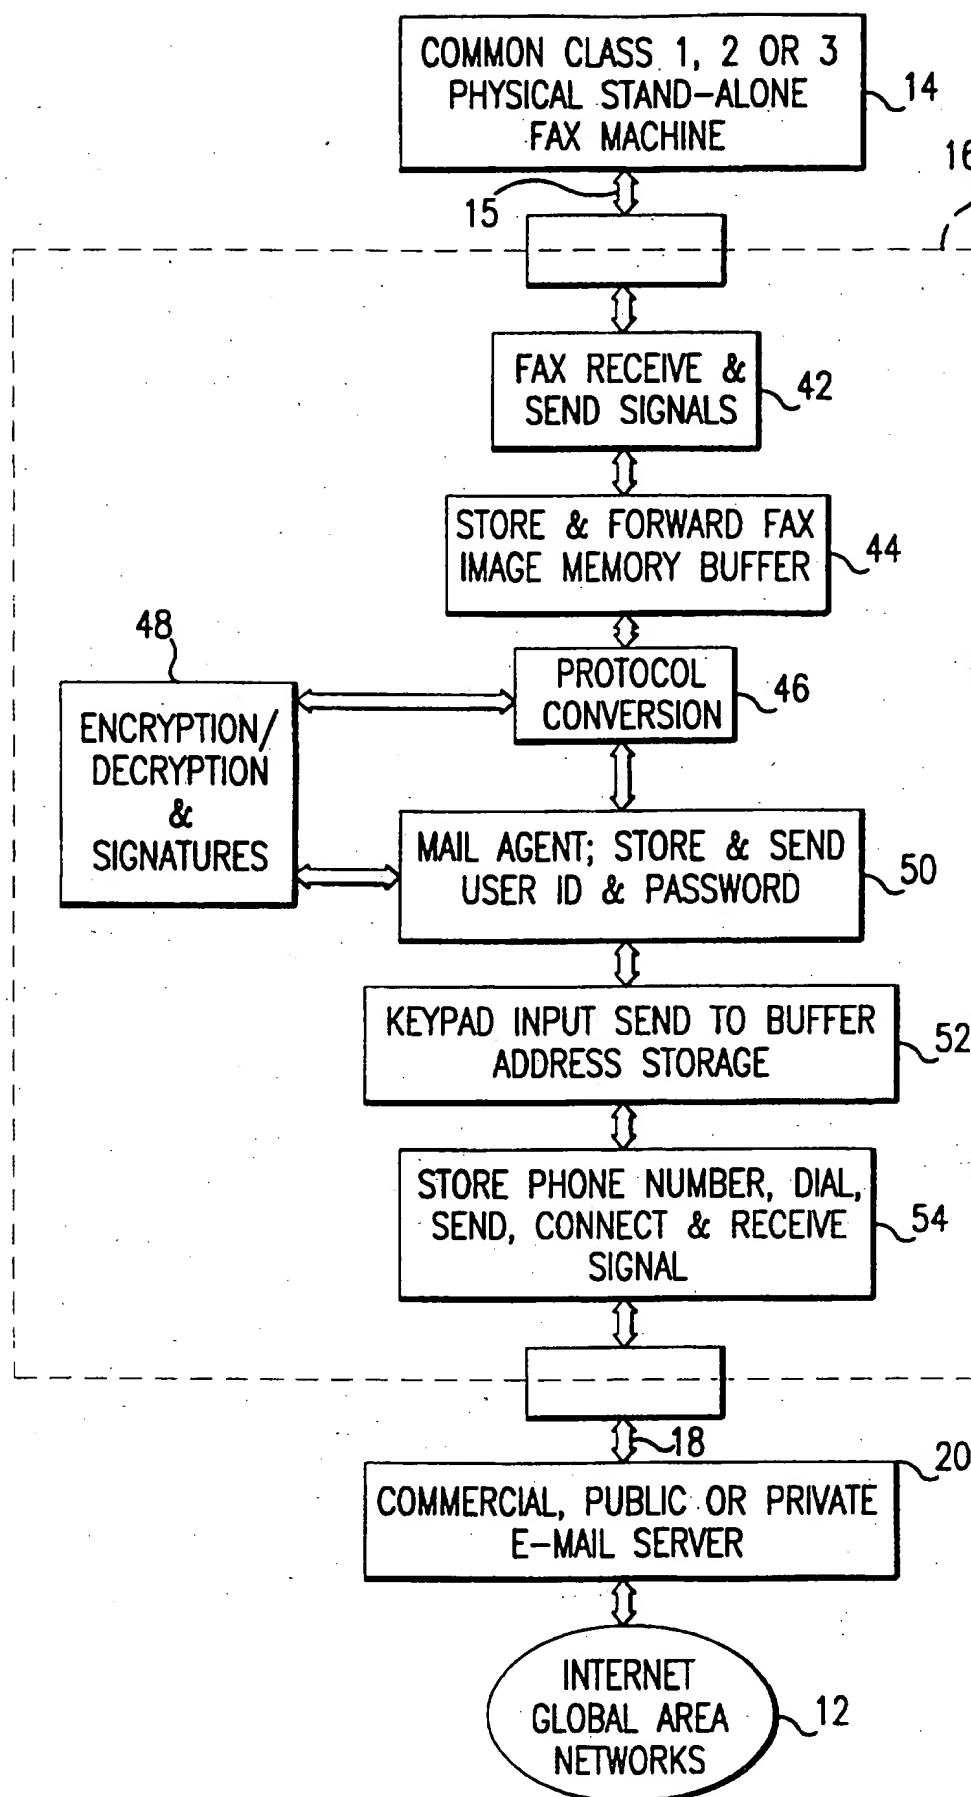 COMMON CLASS 1, 2 OR 3
PHYSICAL STAND-ALONE
FAX MACHINE
14
16
15
FAX RECEIVE &
SEND SIGNALS
42
STORE & FORWARD FAX
IMAGE MEMORY BUFFER
44
48
PROTOCOL
CONVERSION
46
ENCRYPTION/
DECRYPTION
&
SIGNATURES
MAIL AGENT; STORE & SEND
USER ID & PASSWORD
50
KEYPAD INPUT SEND TO BUFFER
ADDRESS STORAGE
52
STORE PHONE NUMBER, DIAL,
SEND, CONNECT & RECEIVE
SIGNAL
54
18
20
COMMERCIAL, PUBLIC OR PRIVATE
E-MAIL SERVER
INTERNET
GLOBAL AREA
NETWORKS
12